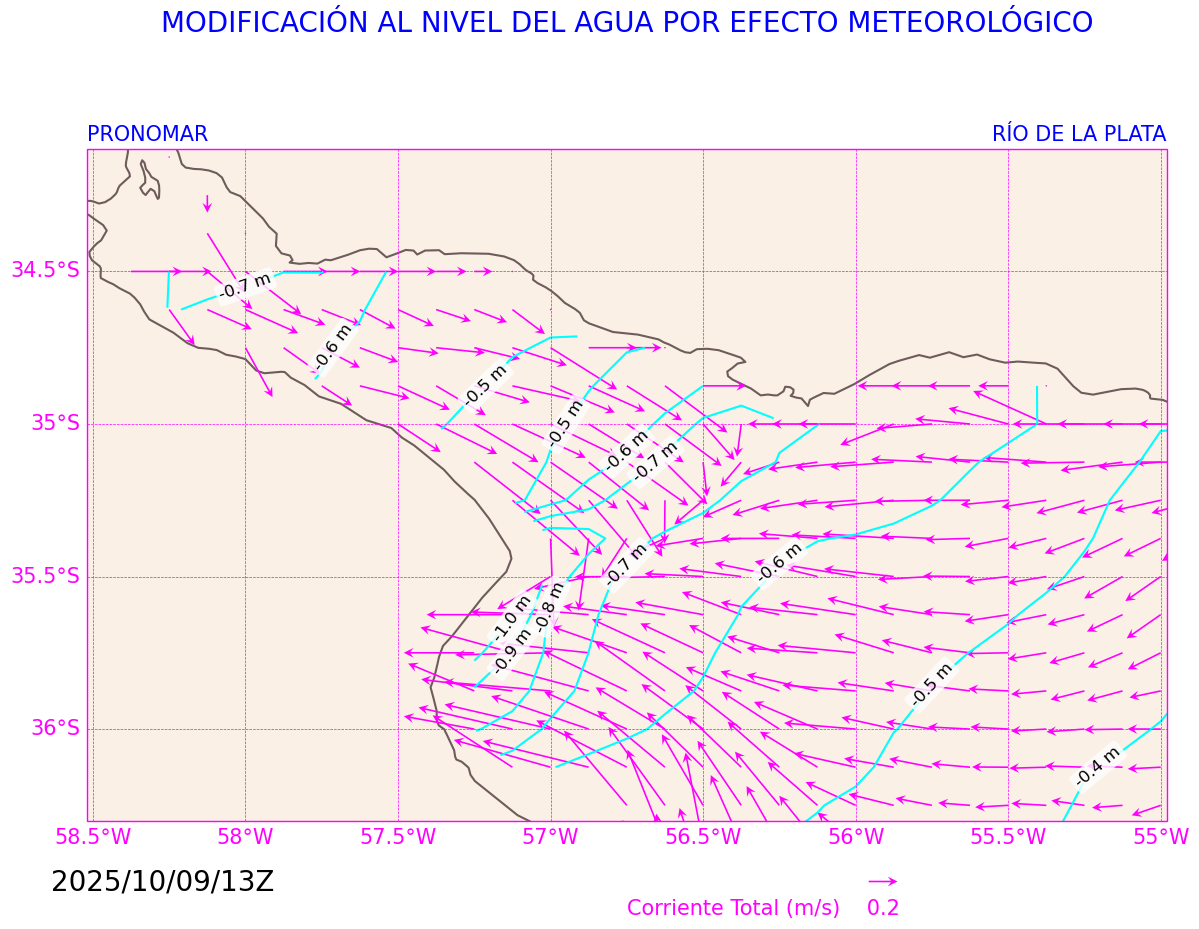 MODIFICACIÓN AL NIVEL DEL AGUA POR EFECTO METEOROLÓGICO
PRONOMAR
RÍO DE LA PLATA
34.5°S
-0.7 m
-0.6 m
-0.5 m
35°S
-0.5 m
-0.6 m
-0.7 m
35.5°S
-0.7 m
-0.6 m
-1.0 m
-0.8 m
-0.9 m
-0.5 m
36°S
-0.4 m
58.5°W
58°W
57.5°W
57°W
56.5°W
56°W
55.5°W
55°W
2025/10/09/13Z
Corriente Total (m/s) 0.2